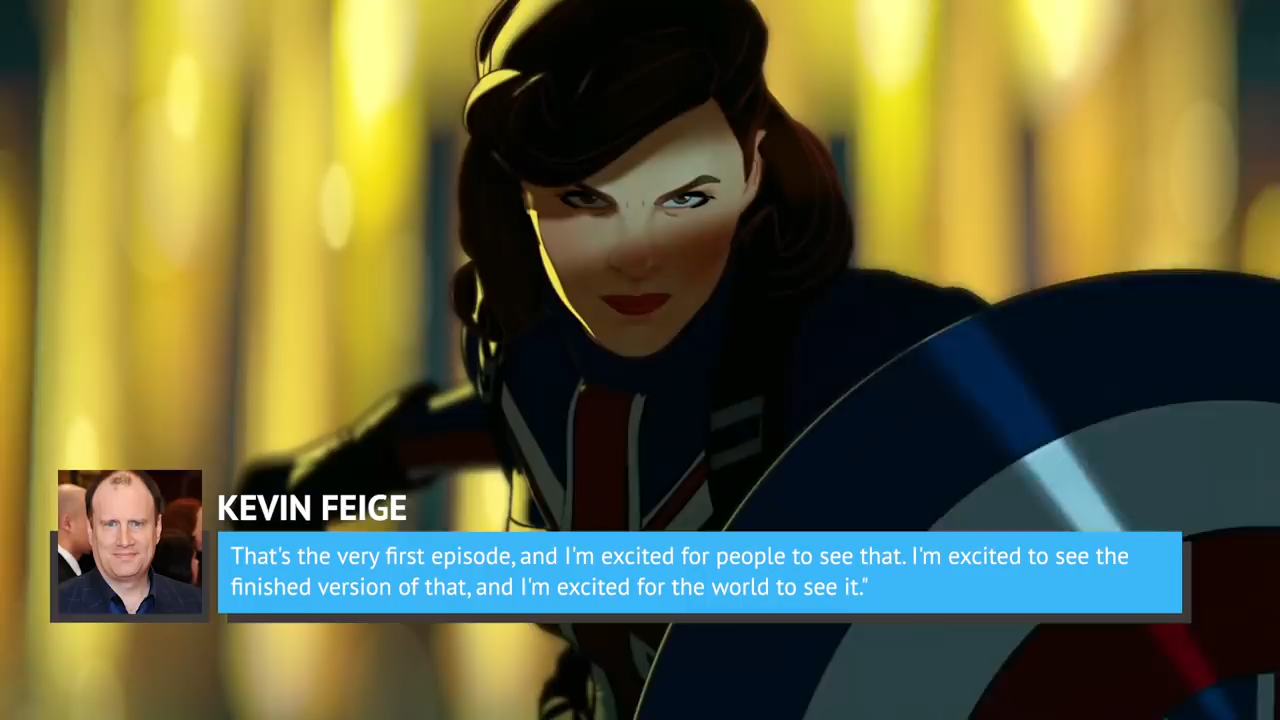 KEVIN FEIGE
That's the very first episode, and I'm excited for people to see that. I'm excited to see the
finished version of that, and I'm excited for the world to see it."